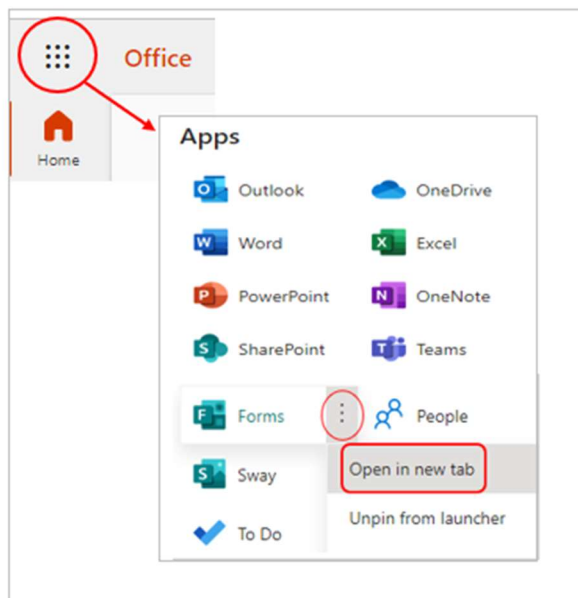 Office
Home
Apps
Outlook
OneDrive
Word
Excel
PowerPoint
OneNote
SharePoint
Teams
Forms
People
Sway
Open in new tab
Unpin from launcher
To Do